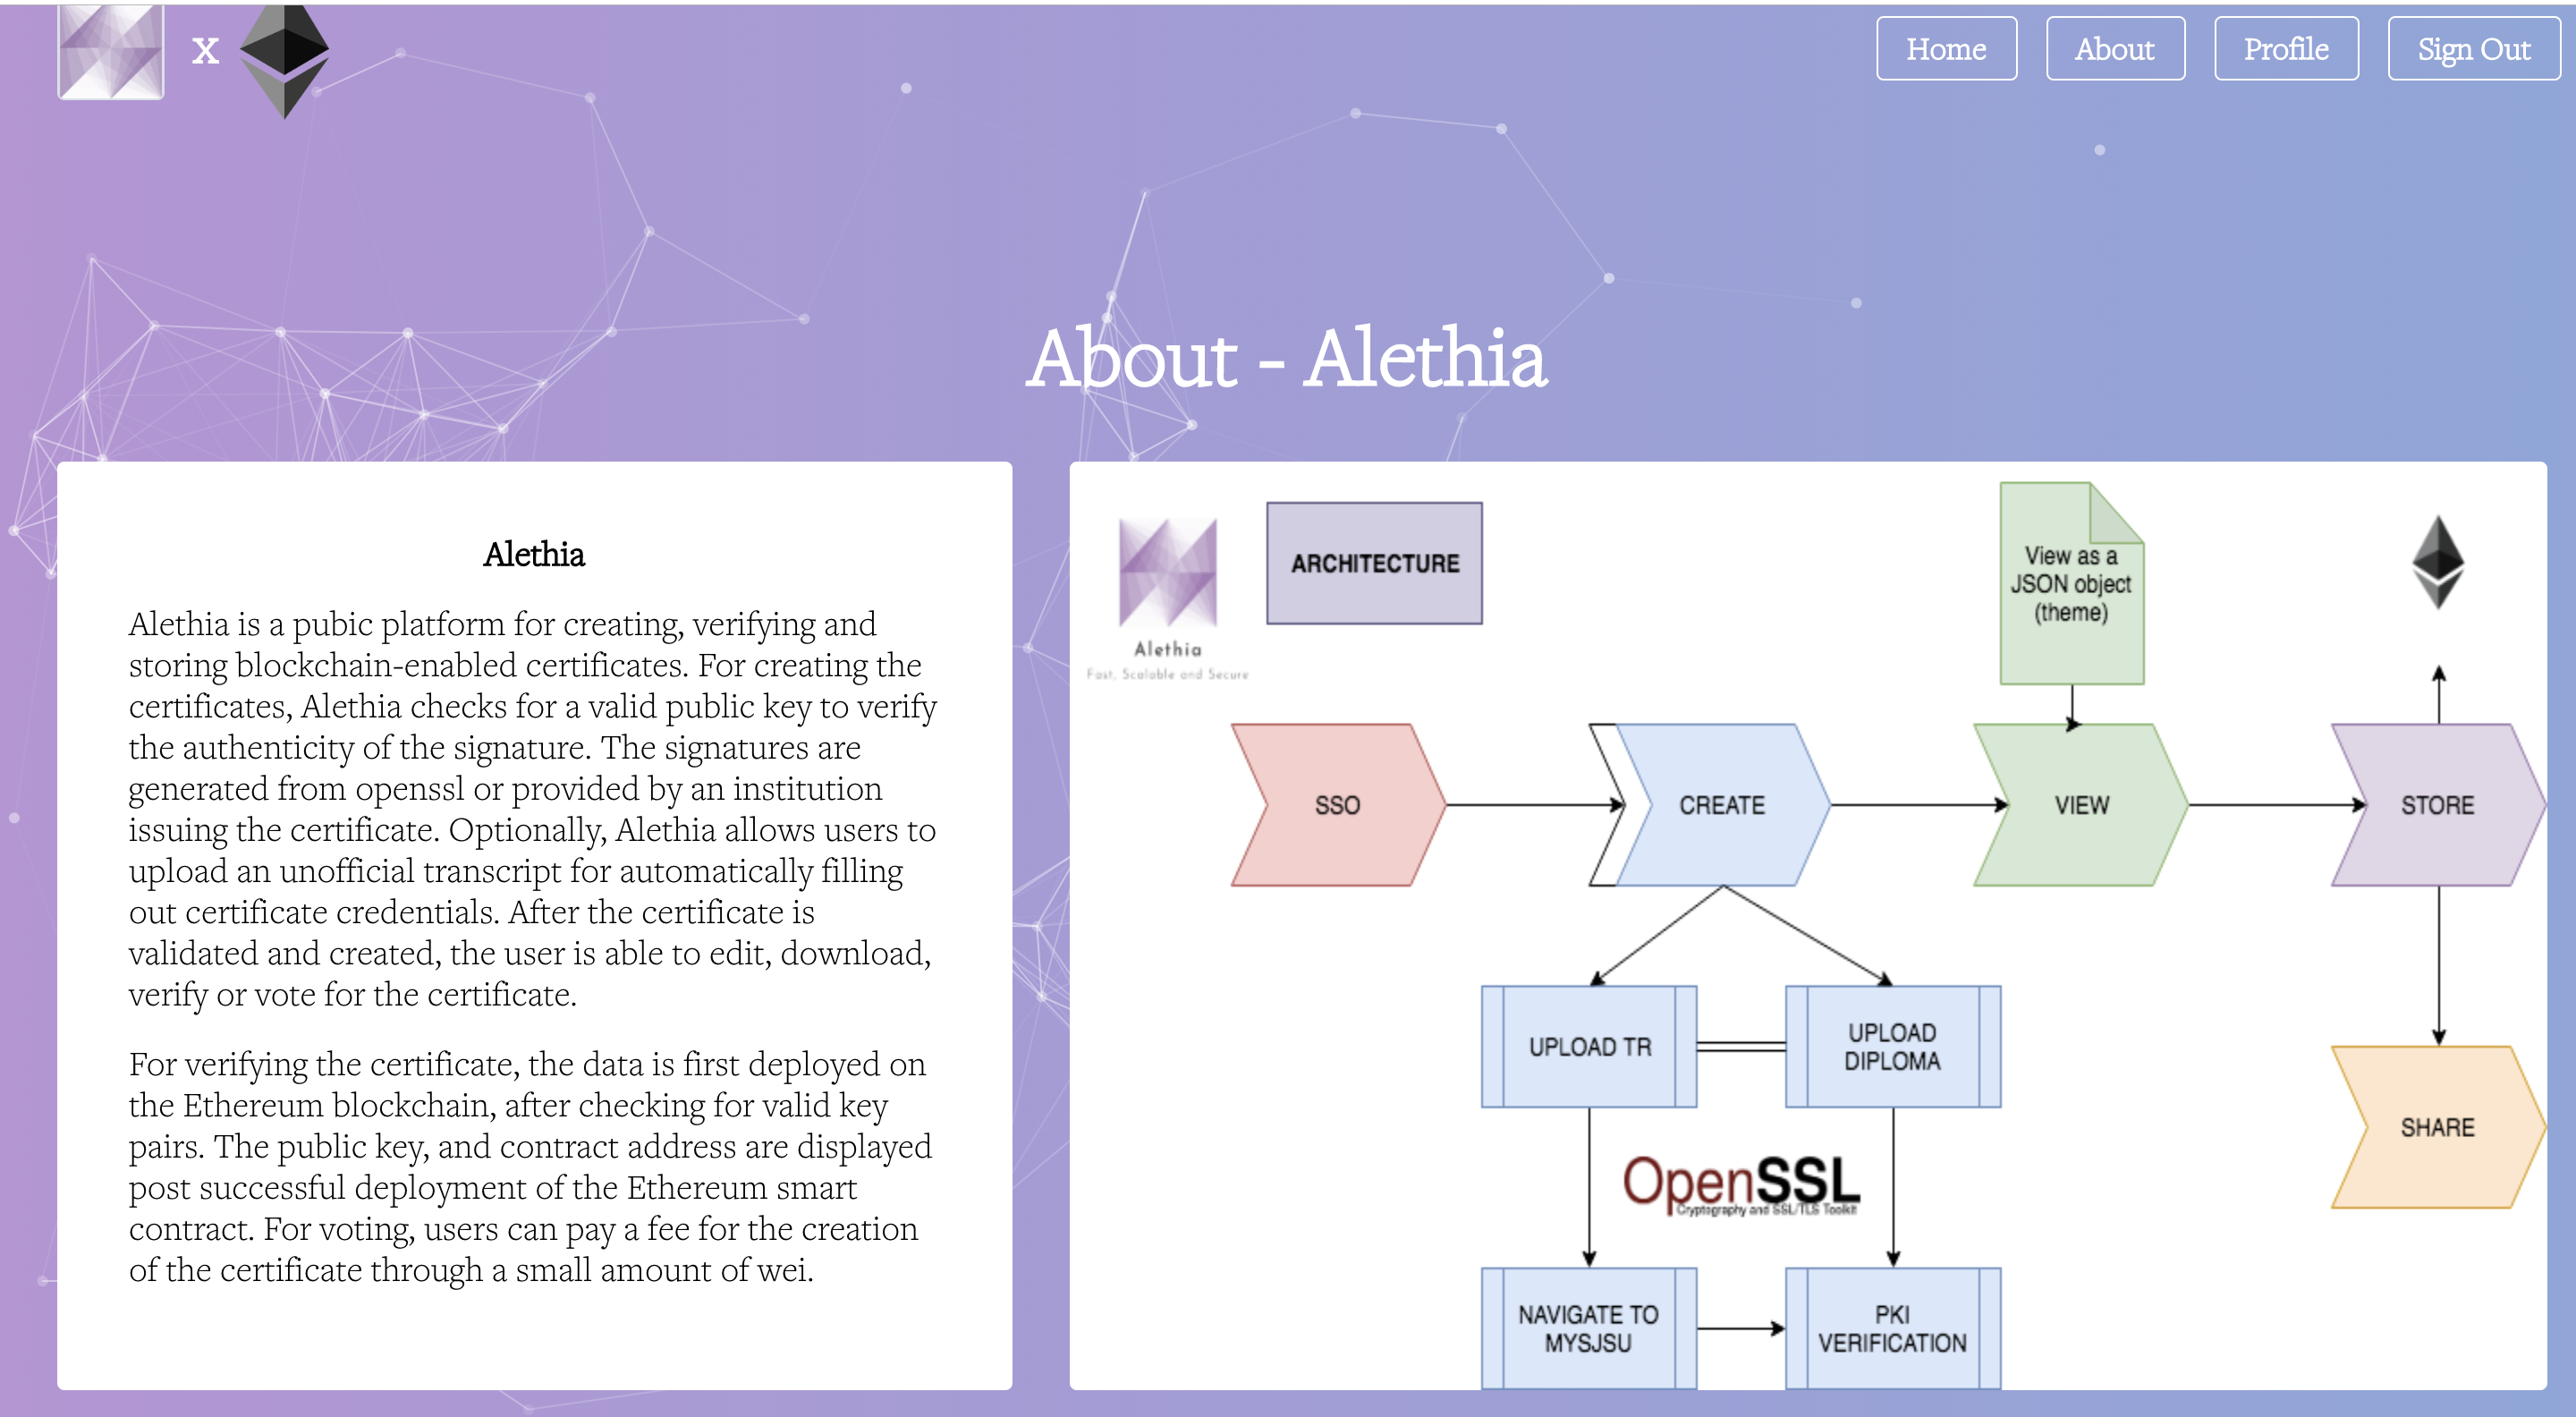 x
Home
About
Profile
Sign Out
About - Alethia
Alethia
Alethia is a pubic platform for creating, verifying and
storing blockchain-enabled certificates. For creating the
certificates, Alethia checks for a valid public key to verify
the authenticity of the signature. The signatures are
generated from openssl or provided by an institution
issuing the certificate. Optionally, Alethia allows users to
upload an unofficial transcript for automatically filling
out certificate credentials. After the certificate is
validated and created, the user is able to edit, download,
verify or vote for the certificate.
For verifying the certificate, the data is first deployed on
the Ethereum blockchain, after checking for valid key
pairs. The public key, and contract address are displayed
post successful deployment of the Ethereum smart
contract. For voting, users can pay a fee for the creation
of the certificate through a small amount of wei.
Alethia
Fast, Scalable and Secure
ARCHITECTURE
View as a
JSON object
(theme)
SSO
CREATE
VIEW
STORE
UPLOAD TR
UPLOAD
DIPLOMA
SHARE
OpenSSL
Cryptography and SSL/TLS Toolkit
NAVIGATE TO
MYSJSU
PKI
VERIFICATION